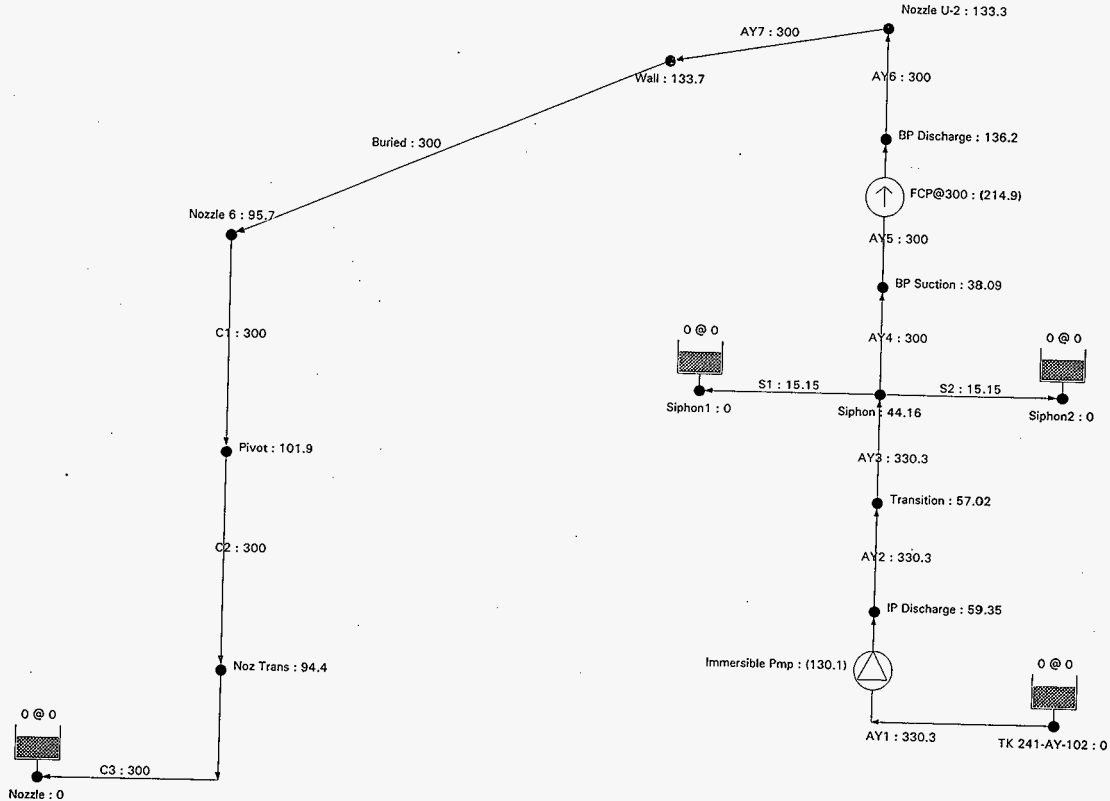 Nozzle U-2 : 133.3
AY7 : 300
Wall : 133.7
AY6 : 300
BP Discharge : 136.2
Buried : 300
FCP@300 : (214.9)
Nozzle 6 : 95.7
AY5 : 300
BP Suction : 38.09
C1 : 300
0 @ 0
AY4 : 300
0 @ 0
S1 : 15.15
S2 : 15.15
Siphon1 : 0
Siphon : 44.16
Siphon2 : 0
Pivot : 101.9
AY3 : 330.3
Transition : 57.02
C2 : 300
AY2 : 330.3
IP Discharge : 59.35
Noz Trans : 94.4
Immersible Pmp : (130.1)
0 @ 0
0 @ 0
AY1 : 330.3
TK 241-AY-102 : 0
C3 : 300
Nozzle : 0